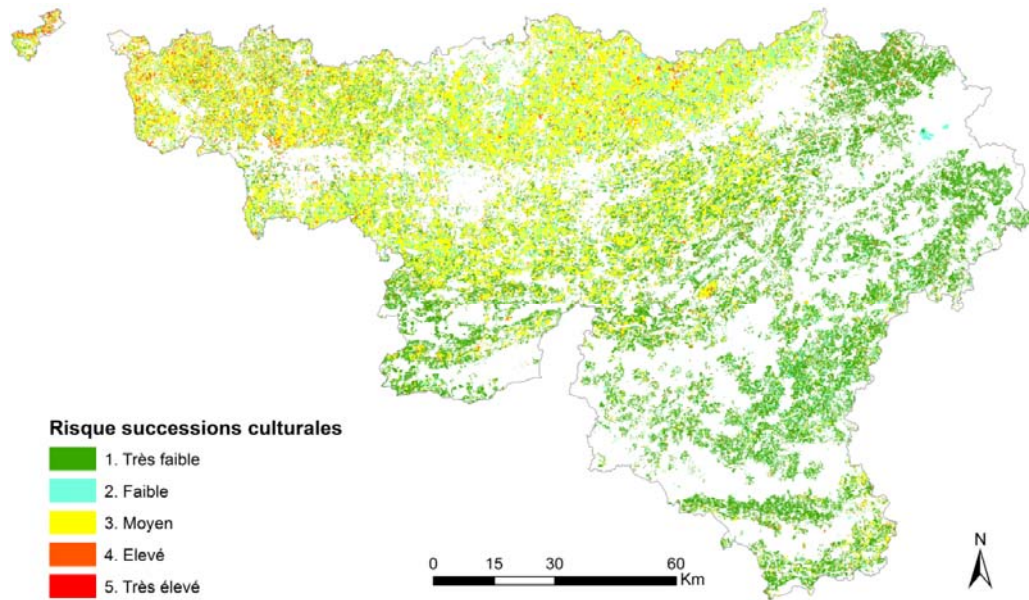 Risque successions culturales
1. Très faible
2. Faible
3. Moyen
4. Elevé
5. Très élevé
0 15 30 60
Km
N